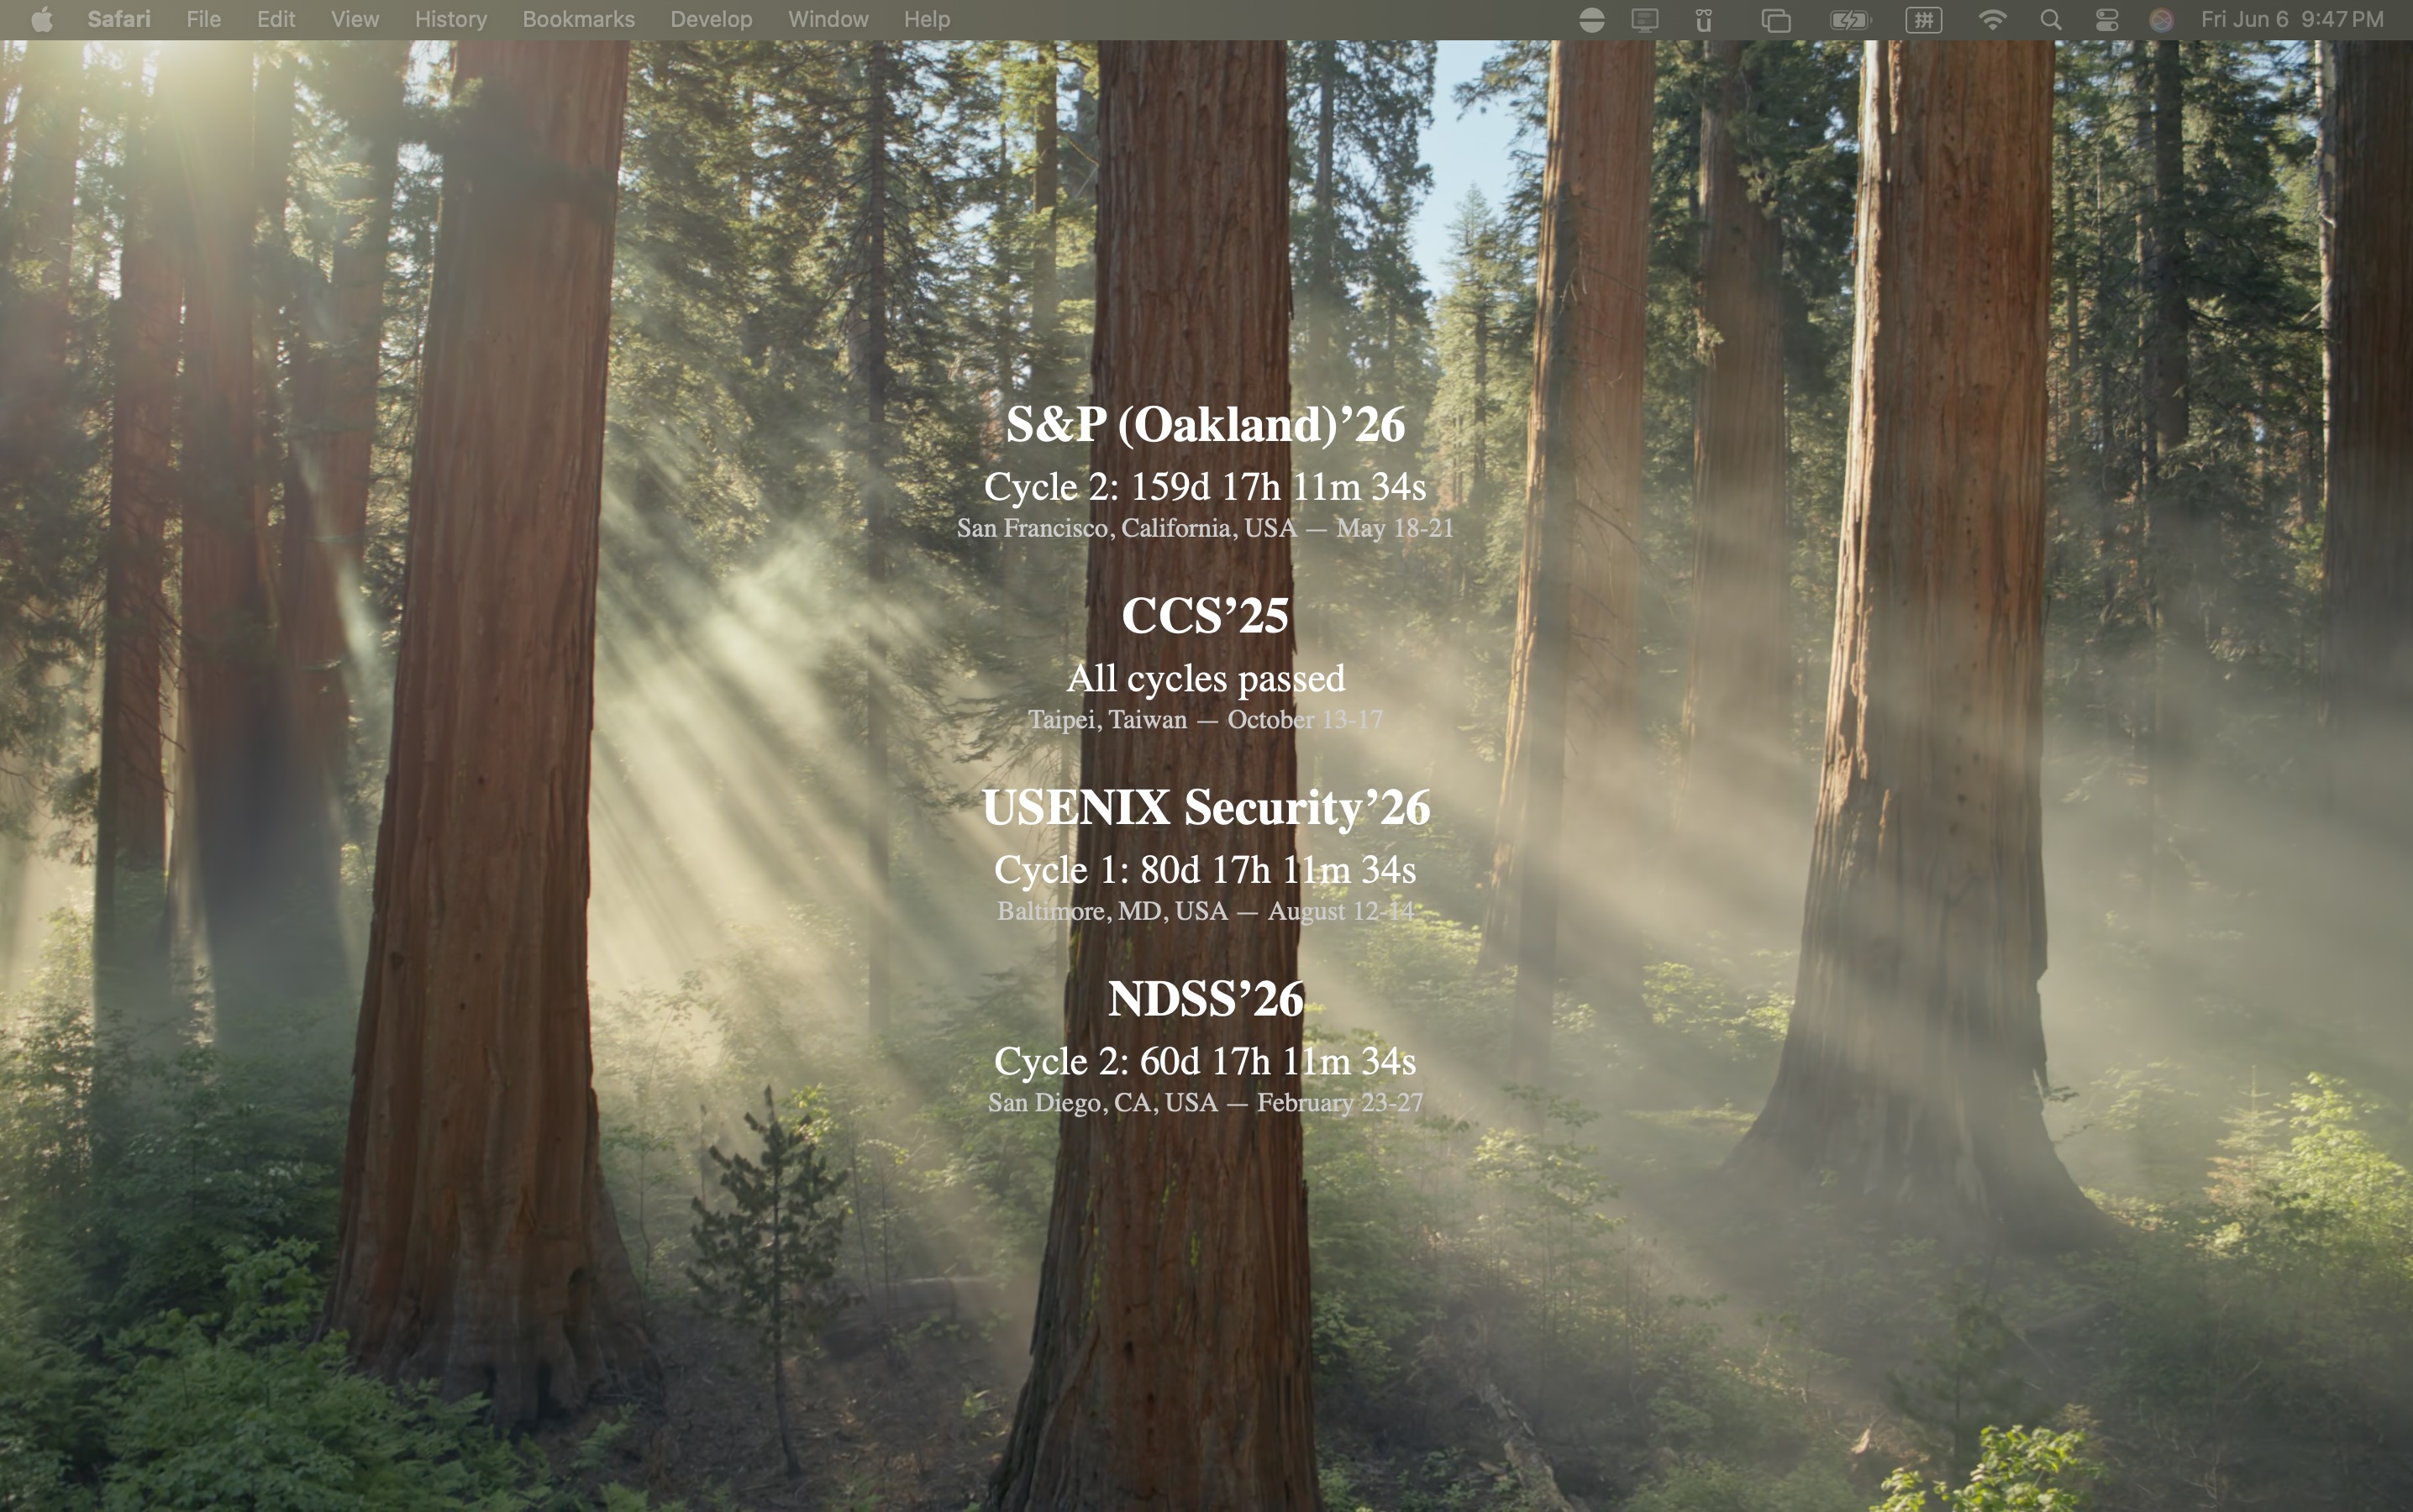 Safari File Edit View History Bookmarks Develop Window Help 拼 Fri Jun 6 9:47 PM
S&P (Oakland)’26
Cycle 2: 159d 17h 11m 34s
San Francisco, California, USA — May 18-21
CCS’25
All cycles passed
Taipei, Taiwan — October 13-17
USENIX Security’26
Cycle 1: 80d 17h 11m 34s
Baltimore, MD, USA — August 12-14
NDSS’26
Cycle 2: 60d 17h 11m 34s
San Diego, CA, USA — February 23-27